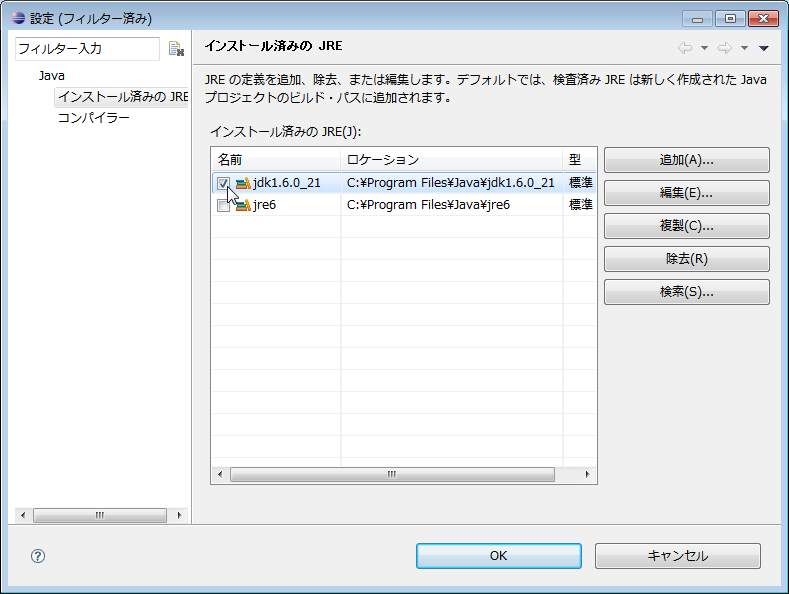 設定 (フィルター済み)
フィルター入力
Java
インストール済みの JRE
コンパイラー
インストール済みの JRE
JRE の定義を追加、除去、または編集します。デフォルトでは、検査済み JRE は新しく作成された Java
プロジェクトのビルド・パスに追加されます。
インストール済みの JRE(J):
名前 ロケーション 型
jdk1.6.0_21 C:¥Program Files¥Java¥jdk1.6.0_21 標準
jre6 C:¥Program Files¥Java¥jre6 標準
追加(A)...
編集(E)...
複製(C)...
除去(R)
検索(S)...
OK
キャンセル